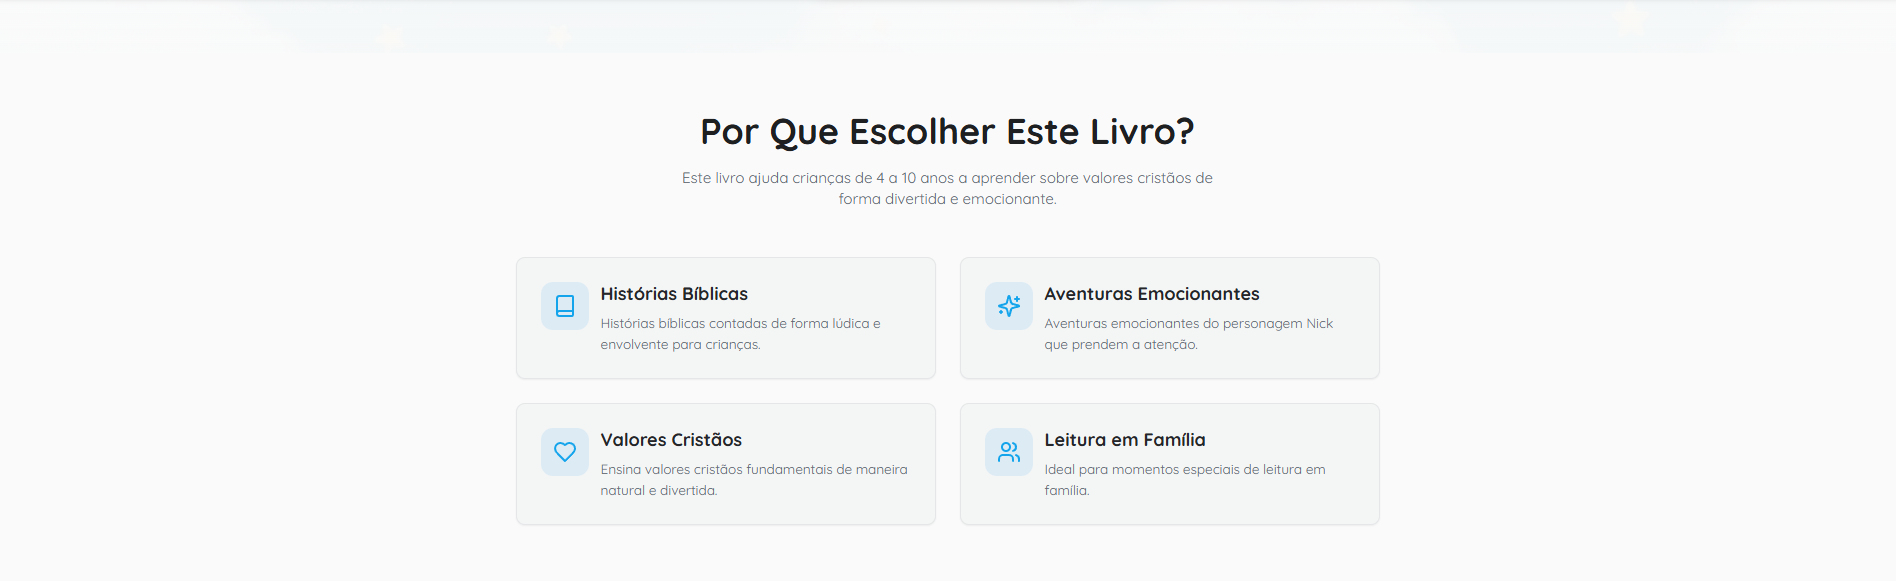 Por Que Escolher Este Livro?
Este livro ajuda crianças de 4 a 10 anos a aprender sobre valores cristãos de
forma divertida e emocionante.
Histórias Bíblicas
Histórias bíblicas contadas de forma lúdica e
envolvente para crianças.
Aventuras Emocionantes
Aventuras emocionantes do personagem Nick
que prendem a atenção.
Valores Cristãos
Ensina valores cristãos fundamentais de maneira
natural e divertida.
Leitura em Família
Ideal para momentos especiais de leitura em
família.